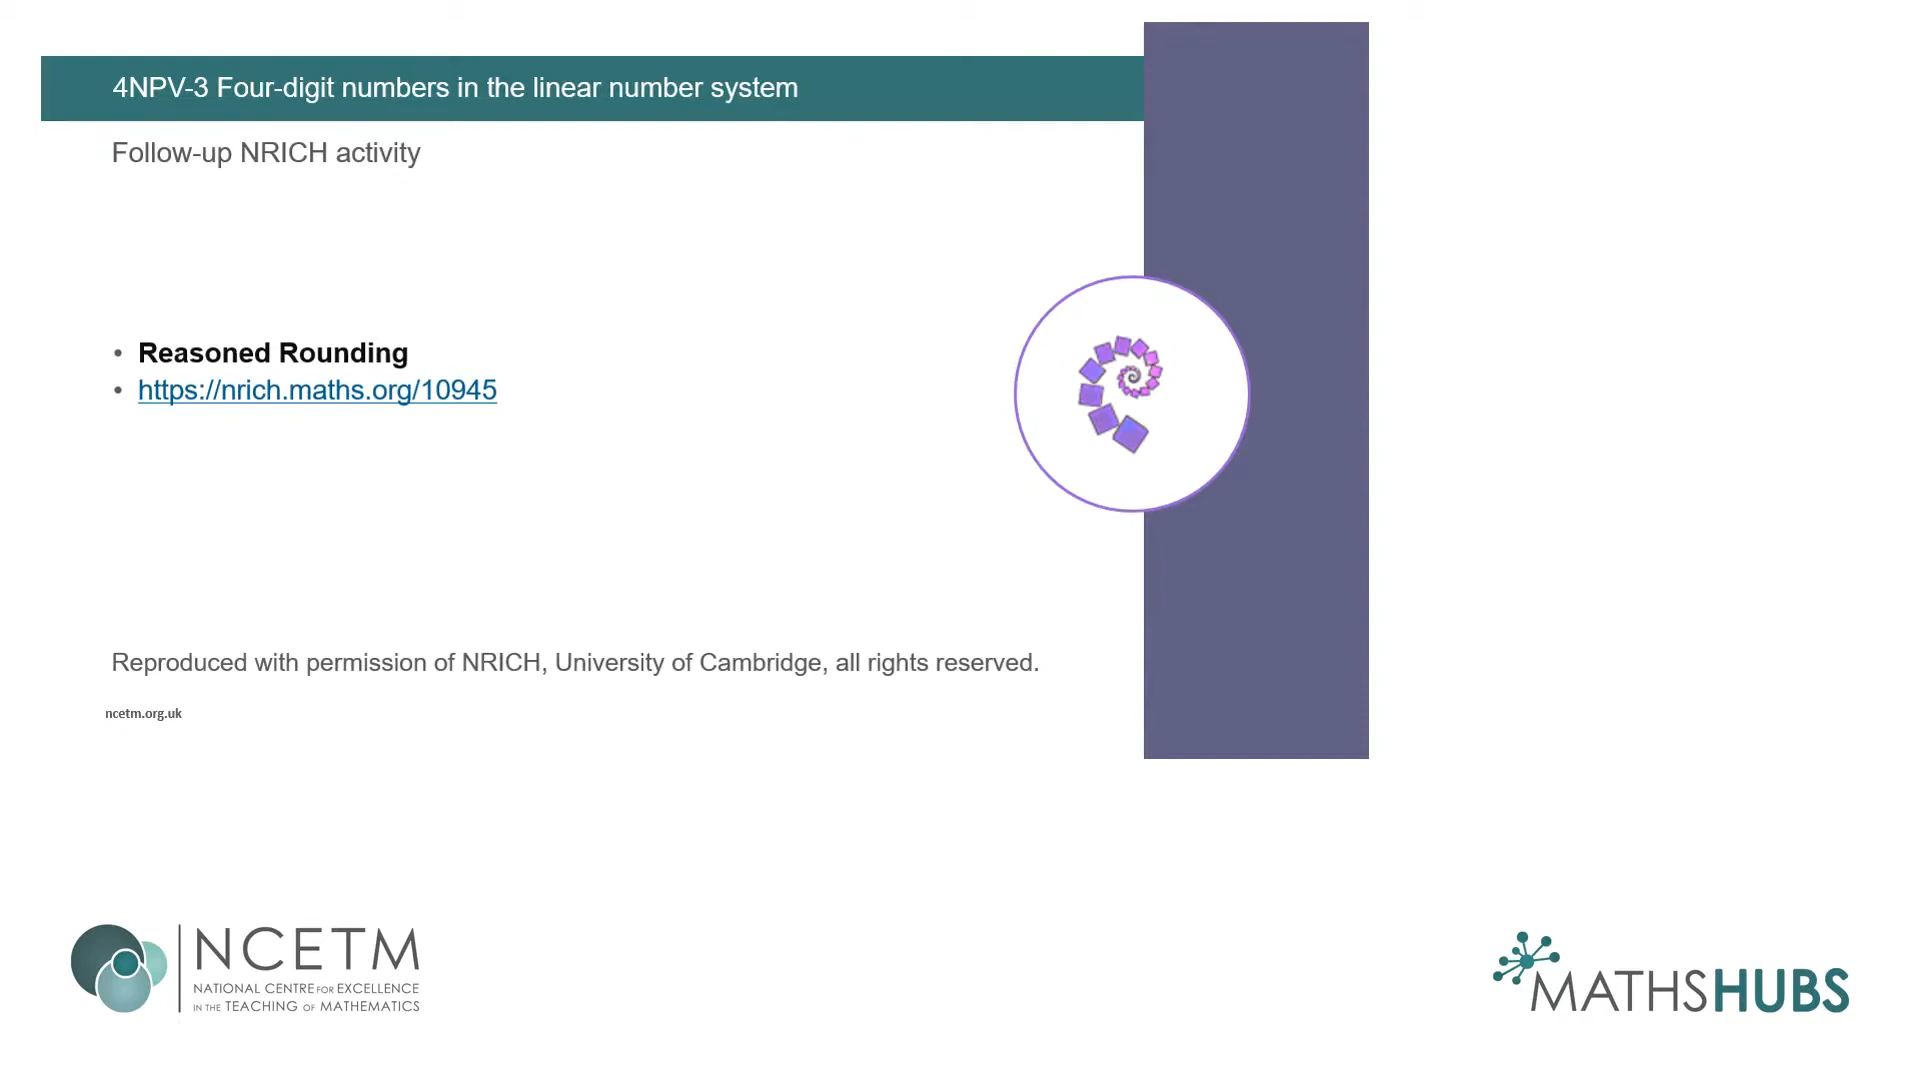 4NPV-3 Four-digit numbers in the linear number system
Follow-up NRICH activity
• Reasoned Rounding
• https://nrich.maths.org/10945
Reproduced with permission of NRICH, University of Cambridge, all rights reserved.
ncetm.org.uk
NCETM
NATIONAL CENTRE FOR EXCELLENCE
IN THE TEACHING OF MATHEMATICS
MATHSHUBS